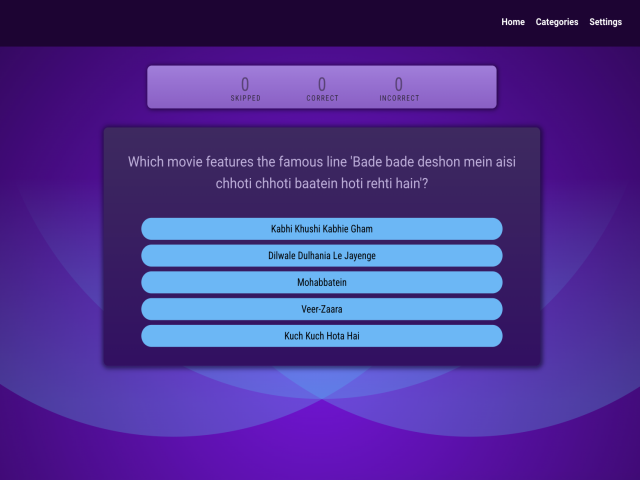 Home Categories Settings
0 0 0
SKIPPED CORRECT INCORRECT
Which movie features the famous line 'Bade bade deshon mein aisi
chhoti chhoti baatein hoti rehti hain'?
Kabhi Khushi Kabhie Gham
Dilwale Dulhania Le Jayenge
Mohabbatein
Veer-Zaara
Kuch Kuch Hota Hai